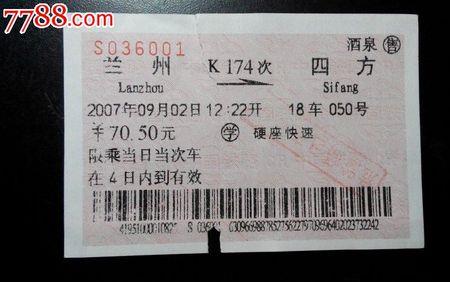 7788.com
S036001 酒泉 售
兰州 K174次 四方
Lanzhou Sifang
2007年09月02日12:22开 18车050号
￥70.50元 学 硬座快速
限乘当日当次车
在4日内到有效